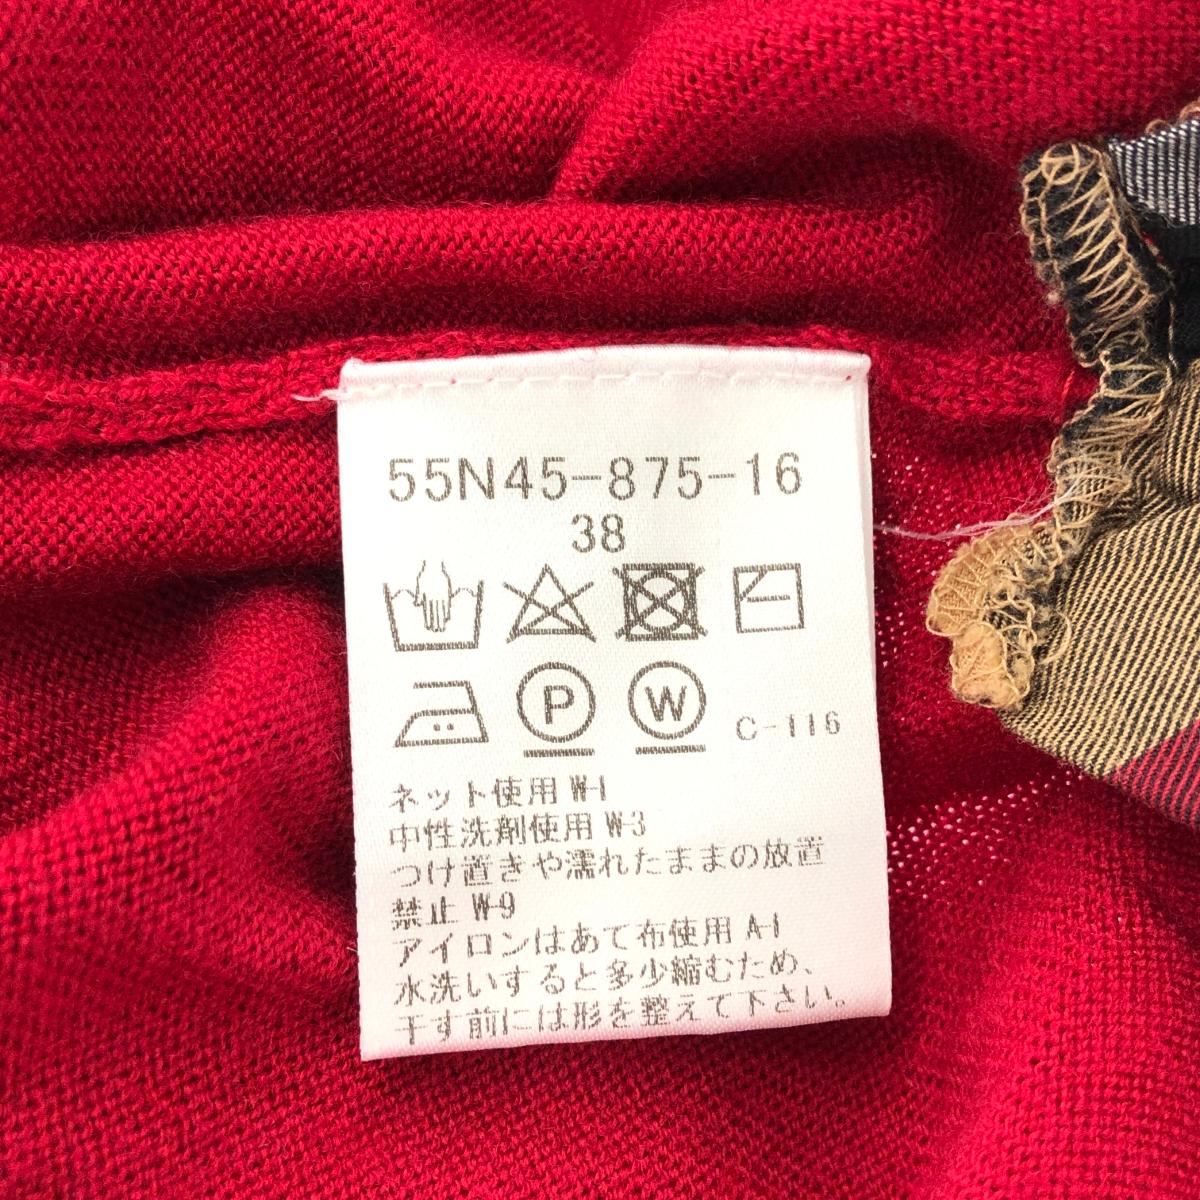 55N45-875-16
38
P W C-116
ネット使用 W-1
中性洗剤使用 W-3
つけ置きや濡れたままの放置
禁止 W-9
アイロンはあて布使用 A-1
水洗いすると多少縮むため、
干す前には形を整えて下さい。